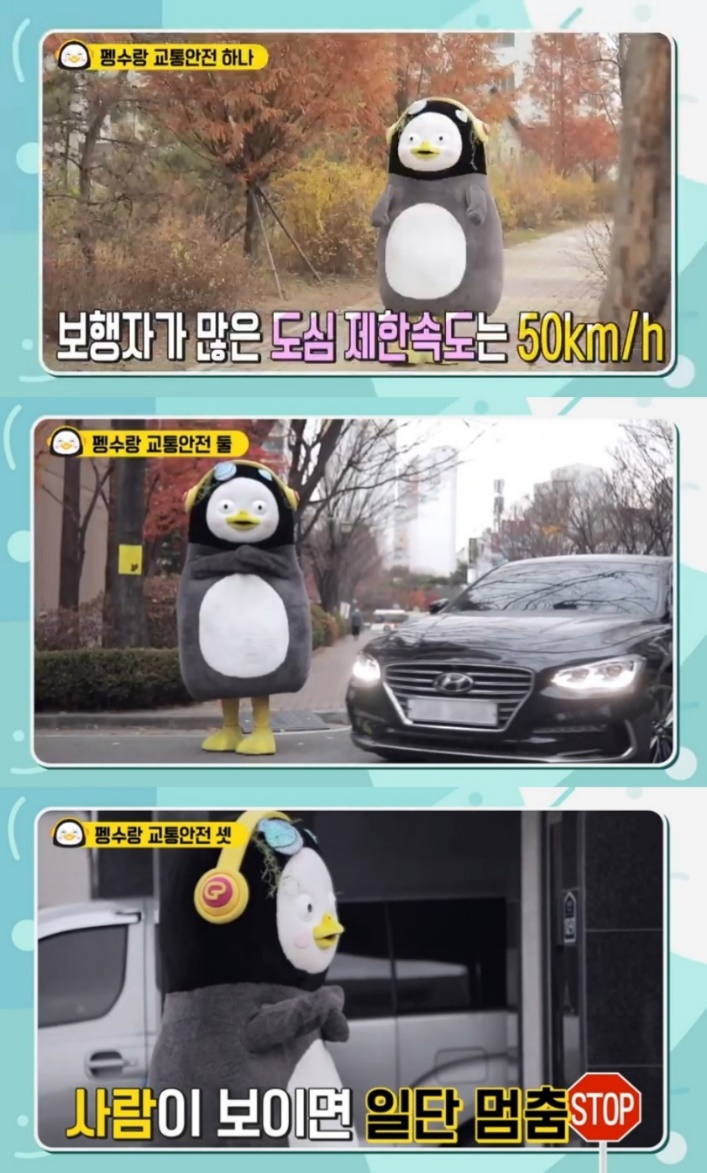 펭수랑 교통안전 하나
보행자가 많은 도심 제한속도는 50km/h
펭수랑 교통안전 둘
펭수랑 교통안전 셋
사람이 보이면 일단 멈춤 STOP